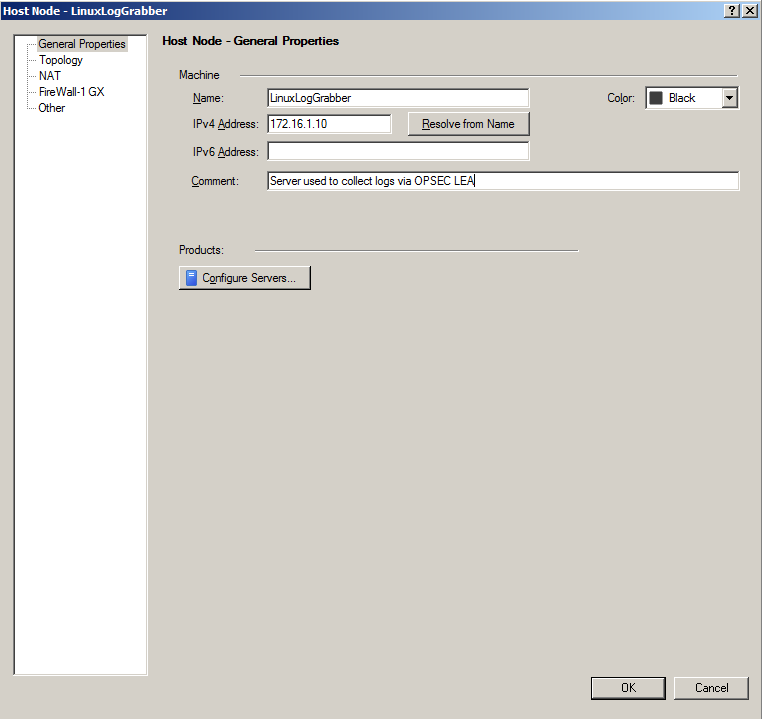 Host Node - LinuxLogGrabber
General Properties
Topology
NAT
FireWall-1 GX
Other
Host Node - General Properties
Machine
Name: LinuxLogGrabber Color: Black
IPv4 Address: 172.16.1.10 Resolve from Name
IPv6 Address:
Comment: Server used to collect logs via OPSEC LEA
Products:
Configure Servers...
OK Cancel